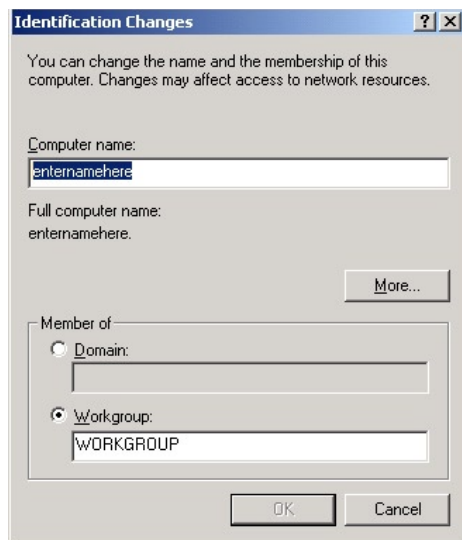 Identification Changes
You can change the name and the membership of this
computer. Changes may affect access to network resources.
Computer name:
enternamehere
Full computer name:
enternamehere.
More...
Member of
Domain:
Workgroup:
WORKGROUP
OK Cancel